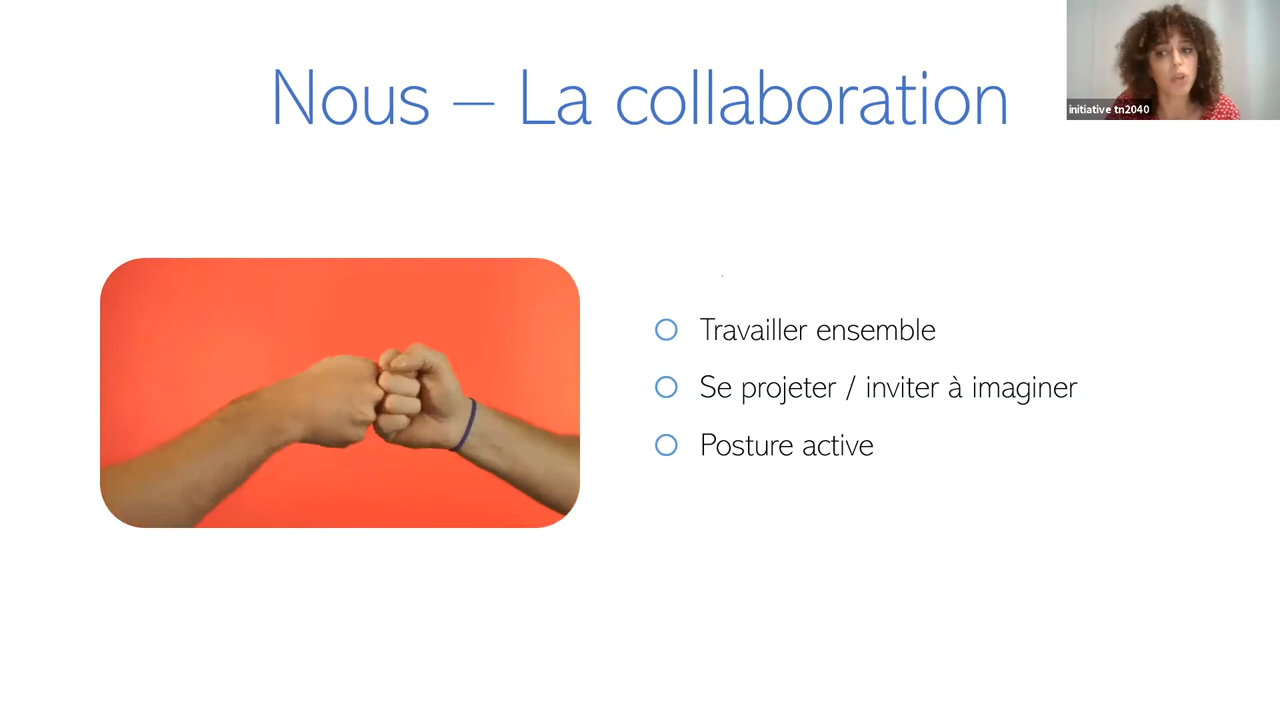 Nous – La collaboration
initiative tn2040
Travailler ensemble
Se projeter / inviter à imaginer
Posture active